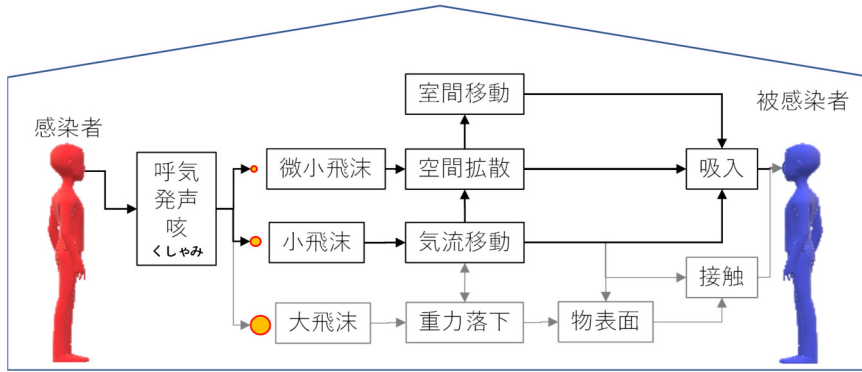 室間移動
感染者
被感染者
呼気
発声
咳
くしゃみ
微小飛沫
空間拡散
吸入
小飛沫
気流移動
接触
大飛沫
重力落下
物表面